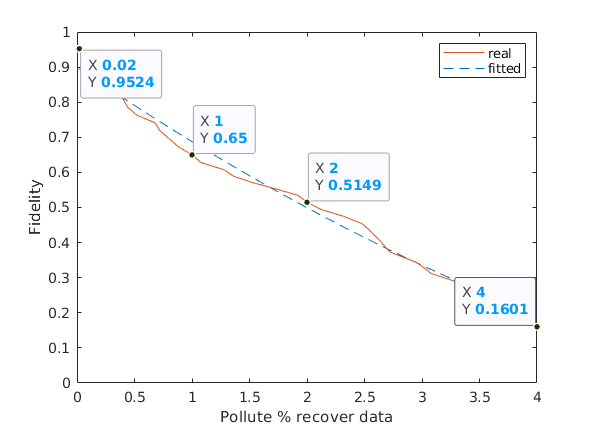 real
fitted
X 0.02
Y 0.9524
X 1
Y 0.65
X 2
Y 0.5149
X 4
Y 0.1601
1
0.9
0.8
0.7
0.6
0.5
0.4
0.3
0.2
0.1
0
Fidelity
0
0.5
1
1.5
2
2.5
3
3.5
4
Pollute % recover data